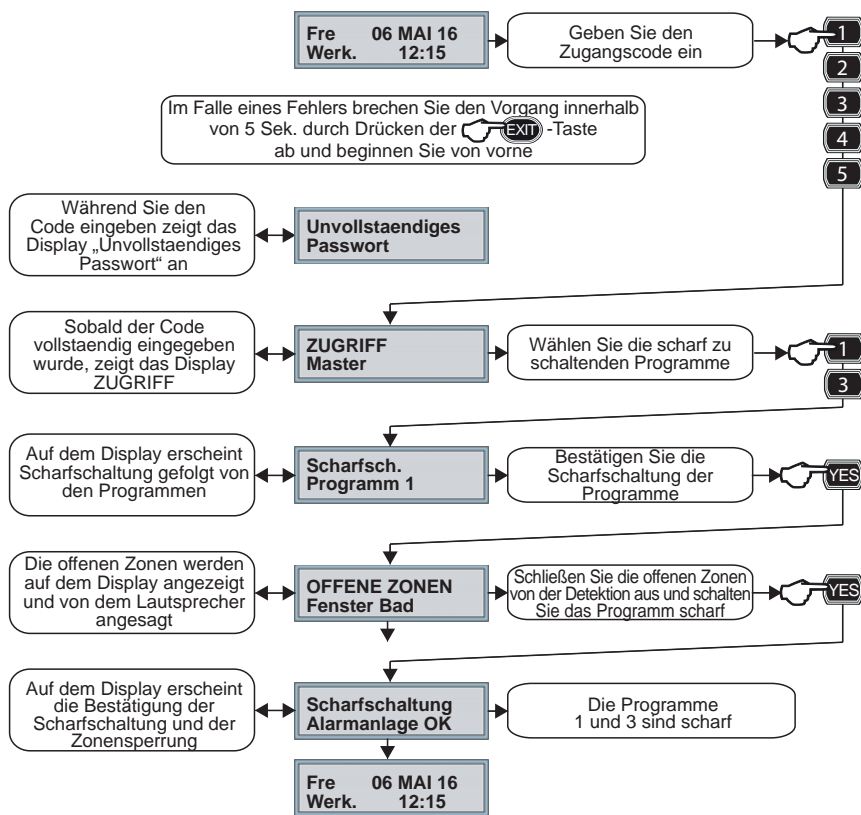 Fre 06 MAI 16
Werk. 12:15
Geben Sie den
Zugangscode ein
1
2
3
4
5
Im Falle eines Fehlers brechen Sie den Vorgang innerhalb
von 5 Sek. durch Drücken der EXIT -Taste
ab und beginnen Sie von vorne
Während Sie den
Code eingeben zeigt das
Display „Unvollstaendiges
Passwort“ an
Unvollstaendiges
Passwort
Sobald der Code
vollstaendig eingegeben
wurde, zeigt das Display
ZUGRIFF
ZUGRIFF
Master
Wählen Sie die scharf zu
schaltenden Programme
1
3
Auf dem Display erscheint
Scharfschaltung gefolgt von
den Programmen
Scharfsch.
Programm 1
Bestätigen Sie die
Scharfschaltung der
Programme
YES
Die offenen Zonen werden
auf dem Display angezeigt
und von dem Lautsprecher
angesagt
OFFENE ZONEN
Fenster Bad
Schließen Sie die offenen Zonen
von der Detektion aus und schalten
Sie das Programm scharf
YES
Auf dem Display erscheint
die Bestätigung der
Scharfschaltung und der
Zonensperrung
Scharfschaltung
Alarmanlage OK
Die Programme
1 und 3 sind scharf
Fre 06 MAI 16
Werk. 12:15